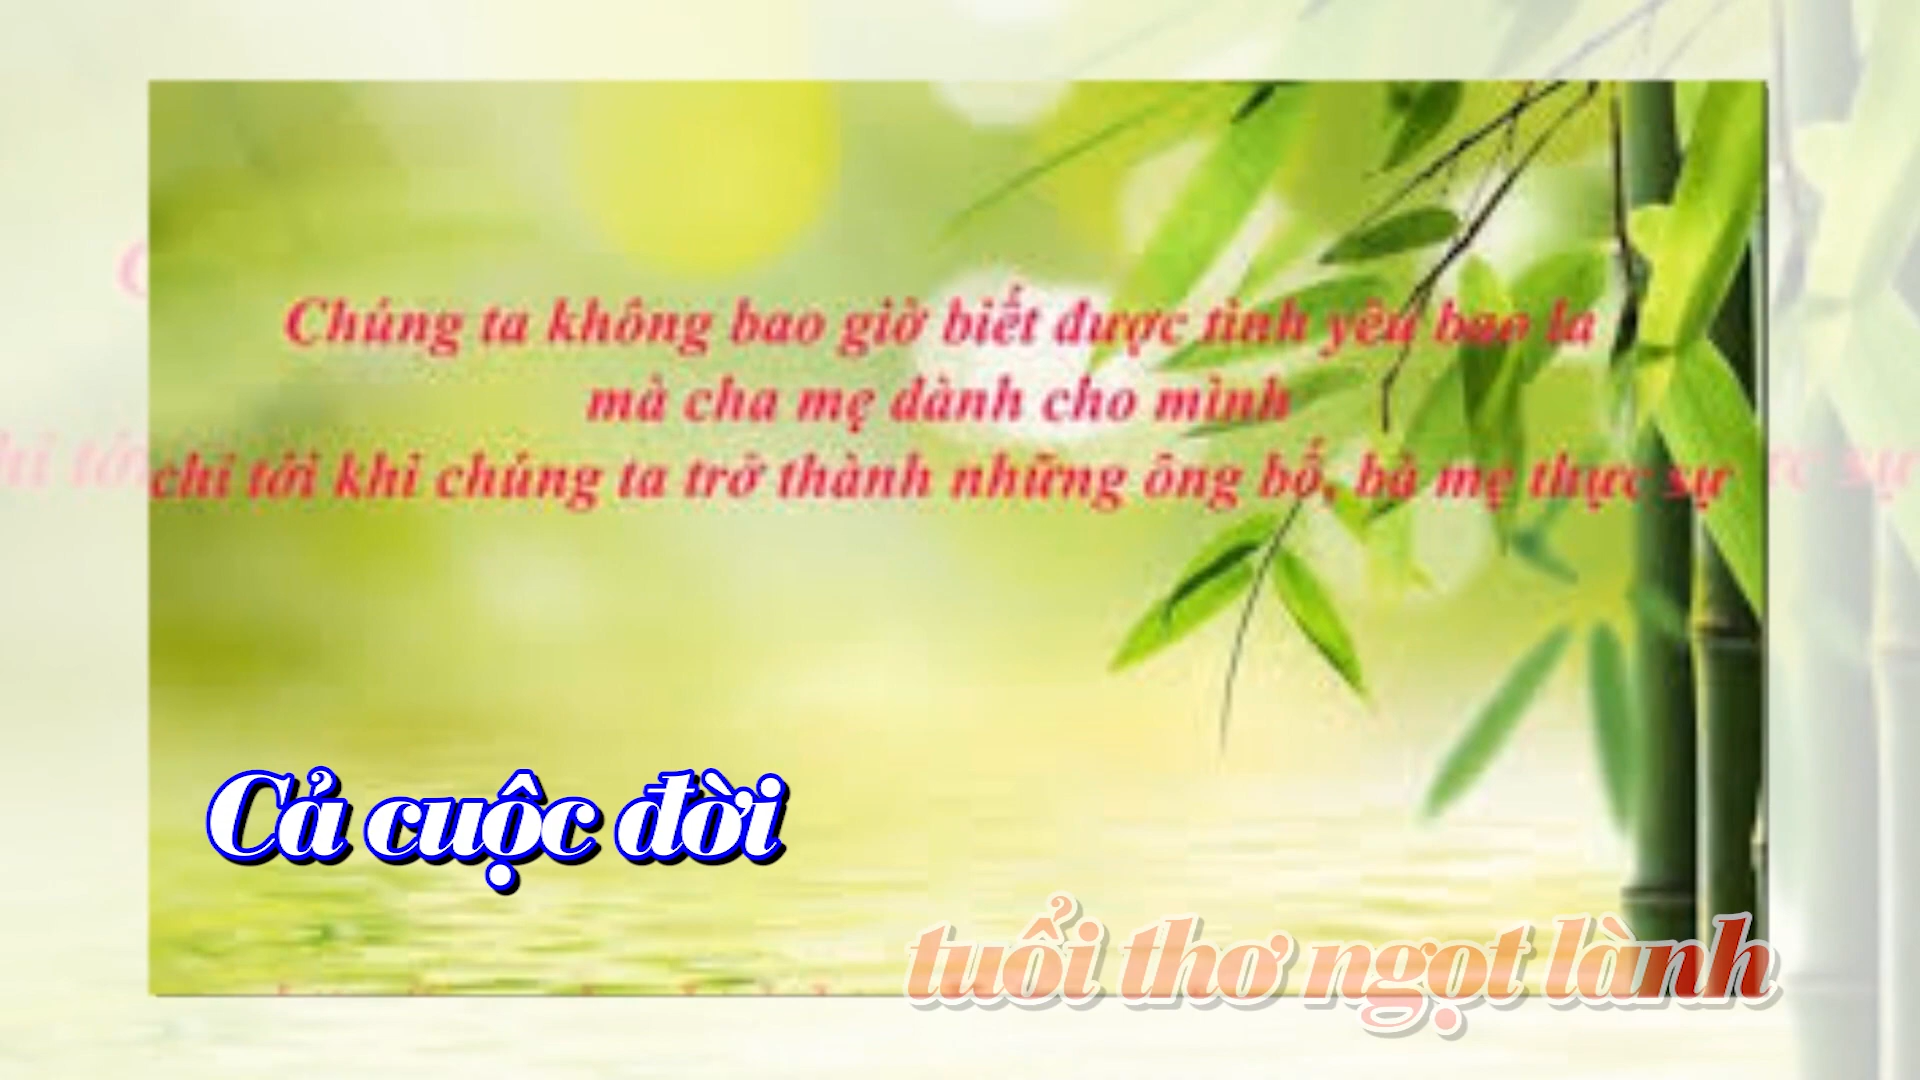 Chúng ta không bao giờ biết được tình yêu bao la
mà cha mẹ dành cho mình
chỉ tới khi chúng ta trở thành những ông bố, bà mẹ thực sự
Cả cuộc đời
tuổi thơ ngọt lành